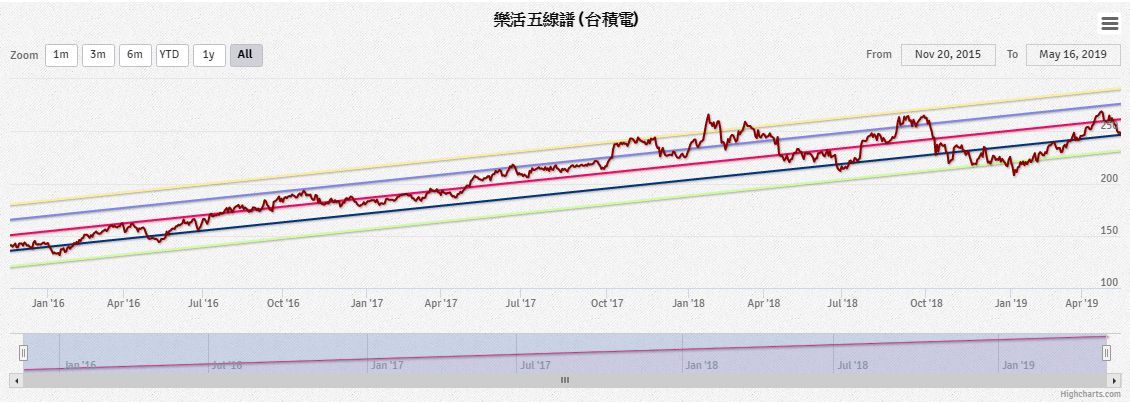 樂活五線譜 (台積電)
Zoom 1m 3m 6m YTD 1y All From Nov 20, 2015 To May 16, 2019
250
200
150
100
Jan '16 Apr '16 Jul '16 Oct '16 Jan '17 Apr '17 Jul '17 Oct '17 Jan '18 Apr '18 Jul '18 Oct '18 Jan '19 Apr '19
Jan '16 Jul '16 Jan '17 Jul '17 Jan '18 Jul '18 Jan '19
Highcharts.com